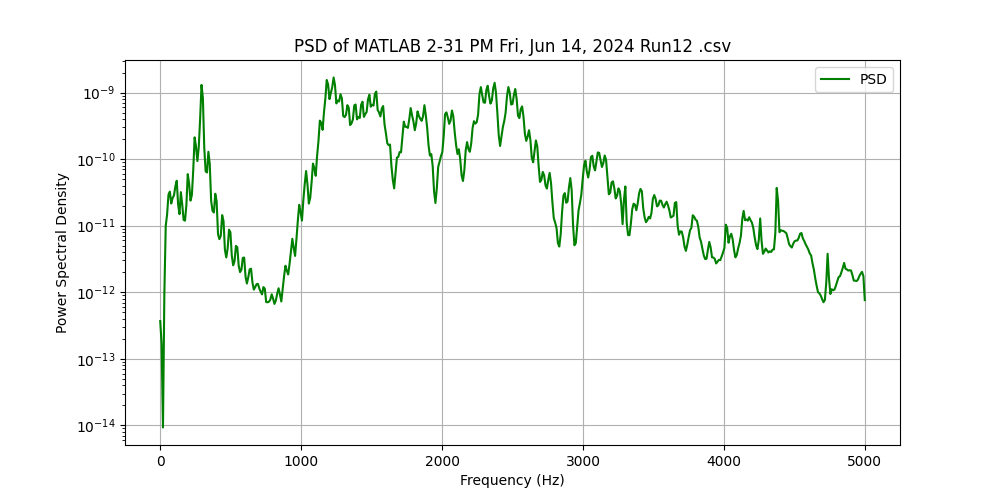 PSD of MATLAB 2-31 PM Fri, Jun 14, 2024 Run12 .csv
PSD
Power Spectral Density
10⁻⁹
10⁻¹⁰
10⁻¹¹
10⁻¹²
10⁻¹³
10⁻¹⁴
0 1000 2000 3000 4000 5000
Frequency (Hz)